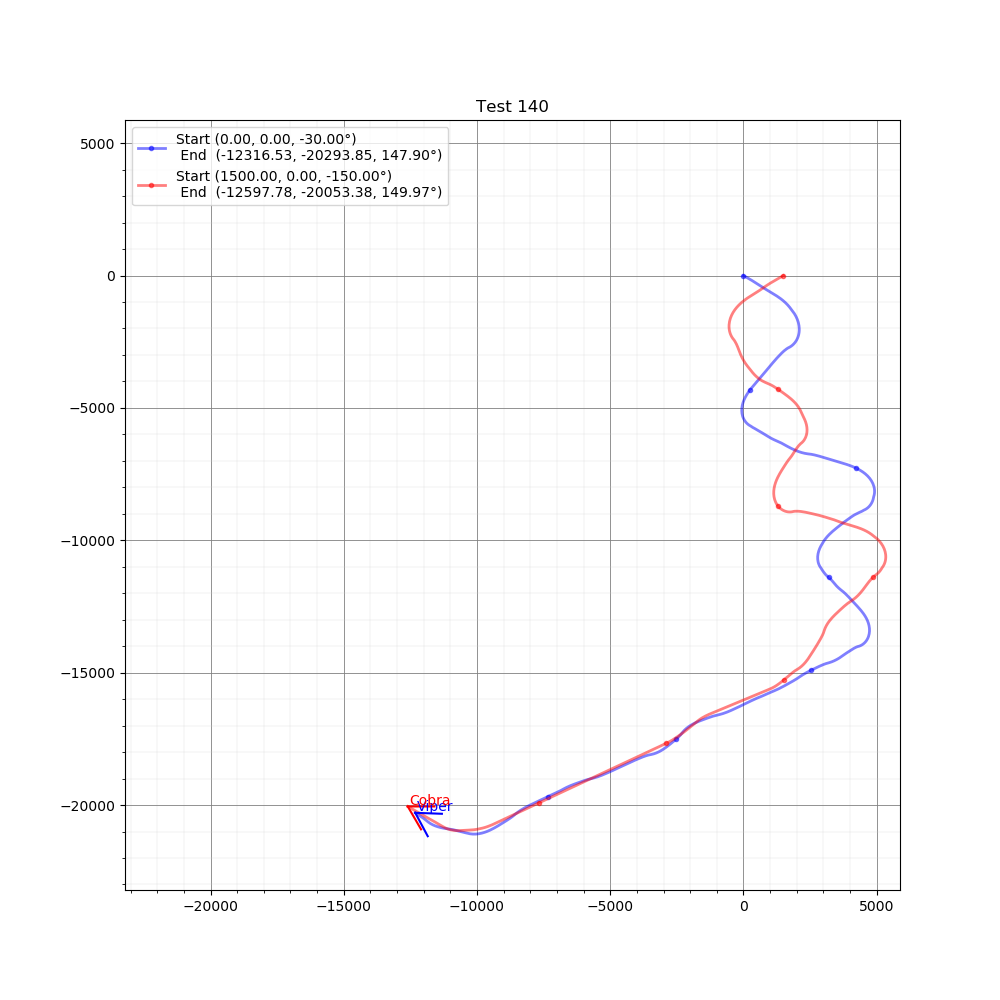 Test 140
Start (0.00, 0.00, -30.00°)
End (-12316.53, -20293.85, 147.90°)
Start (1500.00, 0.00, -150.00°)
End (-12597.78, -20053.38, 149.97°)
5000
0
−5000
−10000
−15000
−20000
Cobra
Viper
−20000
−15000
−10000
−5000
0
5000